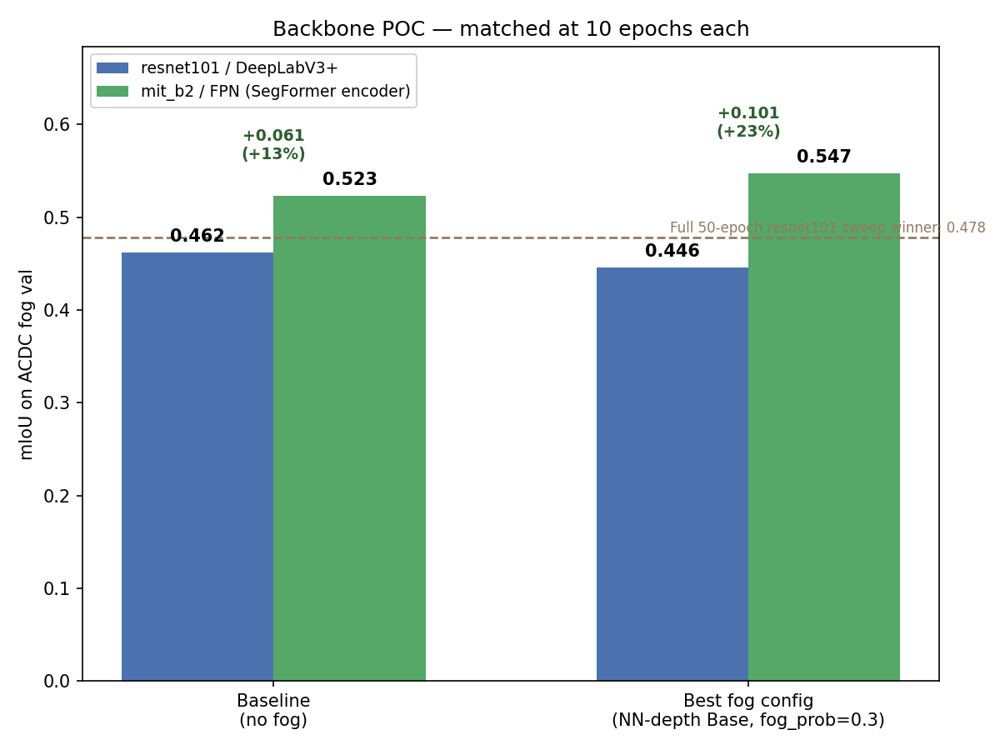 Backbone POC — matched at 10 epochs each
resnet101 / DeepLabV3+
mit_b2 / FPN (SegFormer encoder)
mIoU on ACDC fog val
0.6
0.5
0.4
0.3
0.2
0.1
0.0
+0.061
(+13%)
0.462
0.523
+0.101
(+23%)
0.446
0.547
Full 50-epoch resnet101 sweep winner: 0.478
Baseline
(no fog)
Best fog config
(NN-depth Base, fog_prob=0.3)